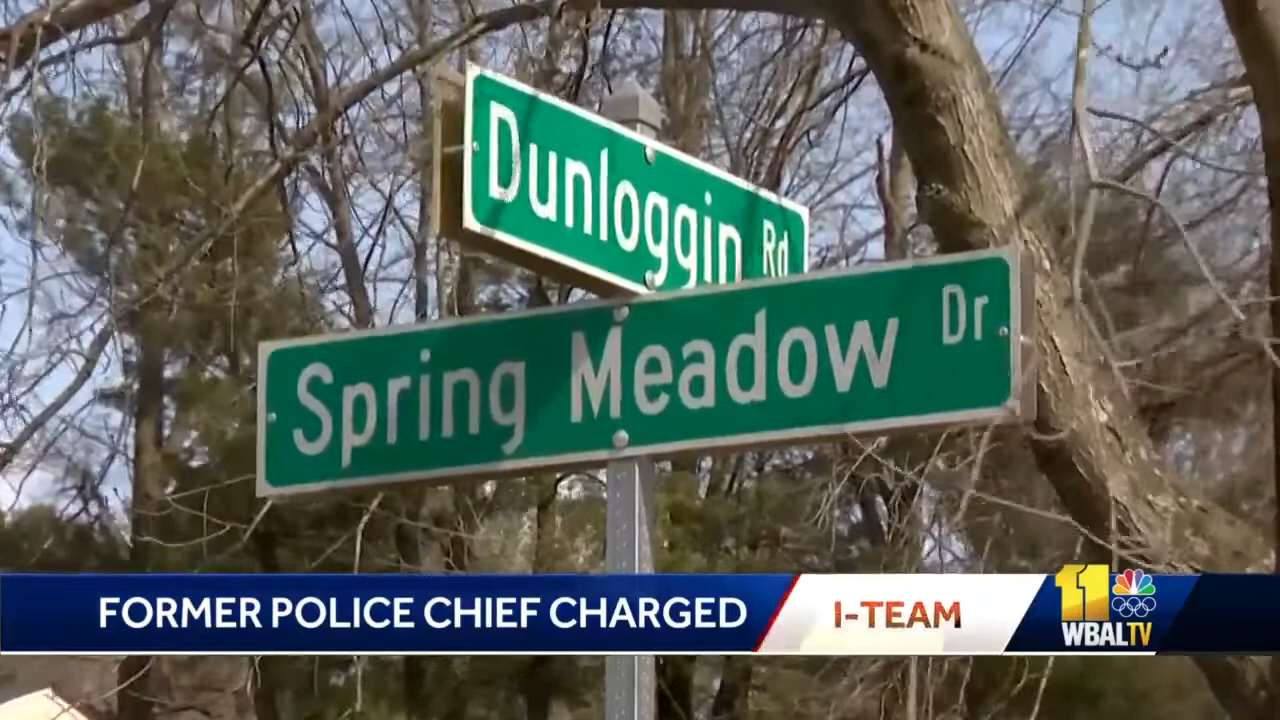 Dunloggin Rd
Spring Meadow Dr
FORMER POLICE CHIEF CHARGED
I-TEAM
11
WBALTV